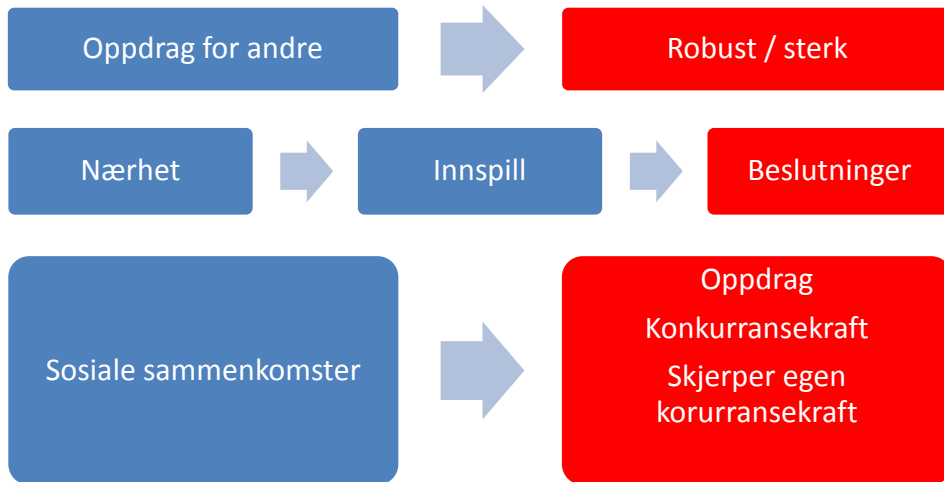 Oppdrag for andre
Robust / sterk
Nærhet
Innspill
Beslutninger
Sosiale sammenkomster
Oppdrag
Konkurransekraft
Skjerper egen
korurransekraft